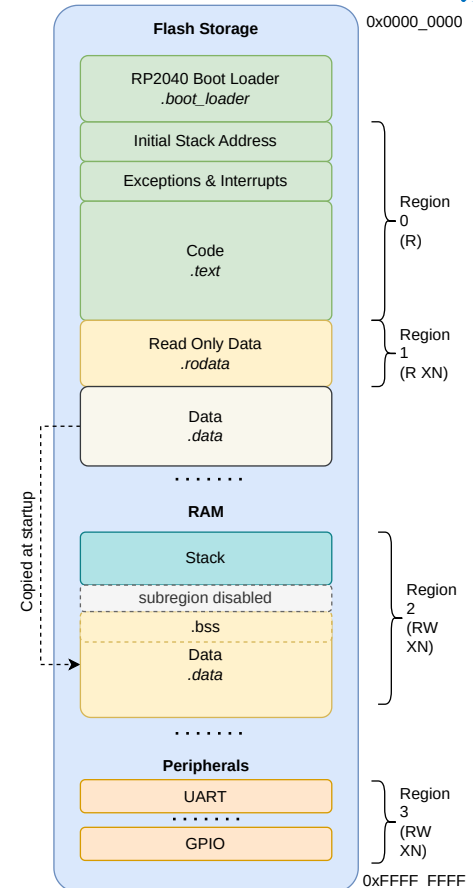 Flash Storage
0x0000_0000
RP2040 Boot Loader
.boot_loader
Initial Stack Address
Exceptions & Interrupts
Code
.text
Region
0
(R)
Read Only Data
.rodata
Region
1
(R XN)
Data
.data
.......
Copied at startup
RAM
Stack
subregion disabled
.bss
Data
.data
Region
2
(RW
XN)
.......
Peripherals
UART
.......
GPIO
Region
3
(RW
XN)
0xFFFF_FFFF